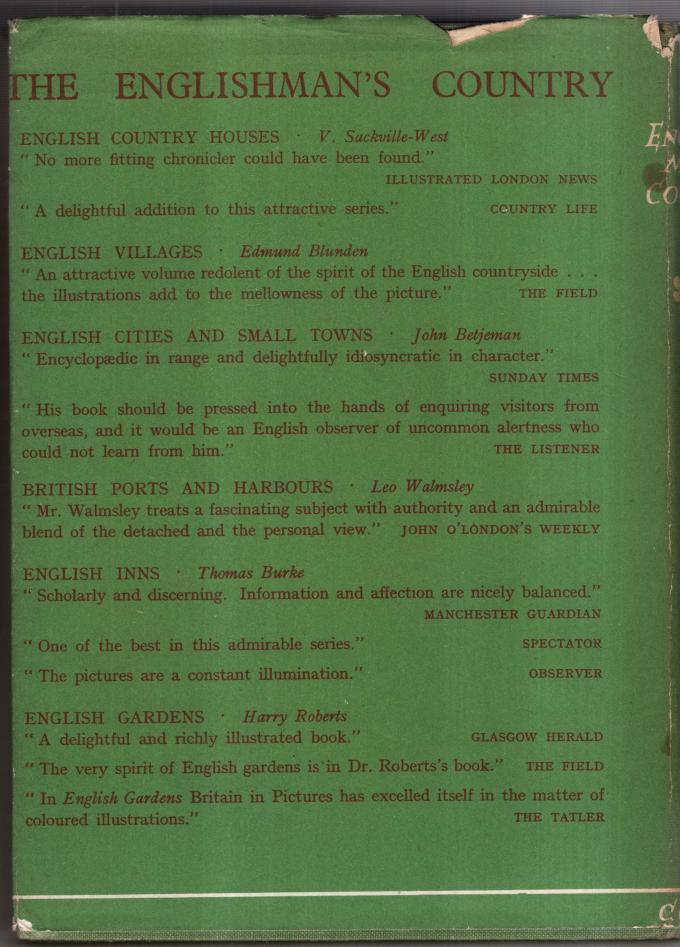 THE ENGLISHMAN'S COUNTRY
ENGLISH COUNTRY HOUSES · V. Sackville-West
" No more fitting chronicler could have been found."
ILLUSTRATED LONDON NEWS
" A delightful addition to this attractive series." COUNTRY LIFE
ENGLISH VILLAGES · Edmund Blunden
" An attractive volume redolent of the spirit of the English countryside . . .
the illustrations add to the mellowness of the picture." THE FIELD
ENGLISH CITIES AND SMALL TOWNS · John Betjeman
" Encyclopædic in range and delightfully idiosyncratic in character."
SUNDAY TIMES
" His book should be pressed into the hands of enquiring visitors from
overseas, and it would be an English observer of uncommon alertness who
could not learn from him." THE LISTENER
BRITISH PORTS AND HARBOURS · Leo Walmsley
" Mr. Walmsley treats a fascinating subject with authority and an admirable
blend of the detached and the personal view." JOHN O'LONDON'S WEEKLY
ENGLISH INNS · Thomas Burke
" Scholarly and discerning. Information and affection are nicely balanced."
MANCHESTER GUARDIAN
" One of the best in this admirable series." SPECTATOR
" The pictures are a constant illumination." OBSERVER
ENGLISH GARDENS · Harry Roberts
" A delightful and richly illustrated book." GLASGOW HERALD
" The very spirit of English gardens is in Dr. Roberts's book." THE FIELD
" In English Gardens Britain in Pictures has excelled itself in the matter of
coloured illustrations." THE TATLER